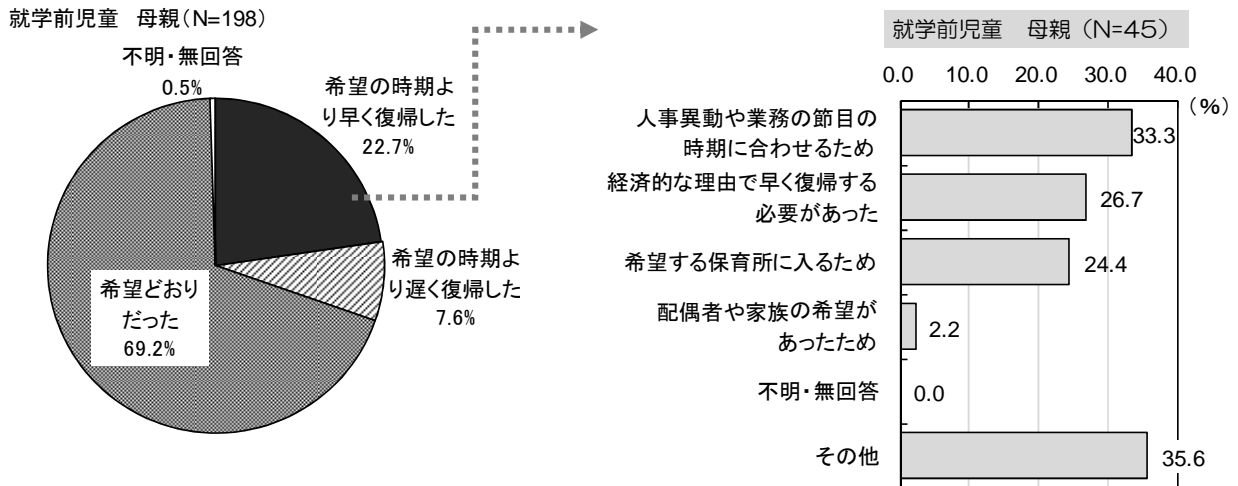 就学前児童　母親（N=198）
不明・無回答
0.5%
希望の時期よ
り早く復帰した
22.7%
希望の時期よ
り遅く復帰した
7.6%
希望どおり
だった
69.2%
就学前児童　母親（N=45）
0.0 10.0 20.0 30.0 40.0
（%）
人事異動や業務の節目の
時期に合わせるため
33.3
経済的な理由で早く復帰する
必要があった
26.7
希望する保育所に入るため
24.4
配偶者や家族の希望が
あったため
2.2
不明・無回答
0.0
その他
35.6